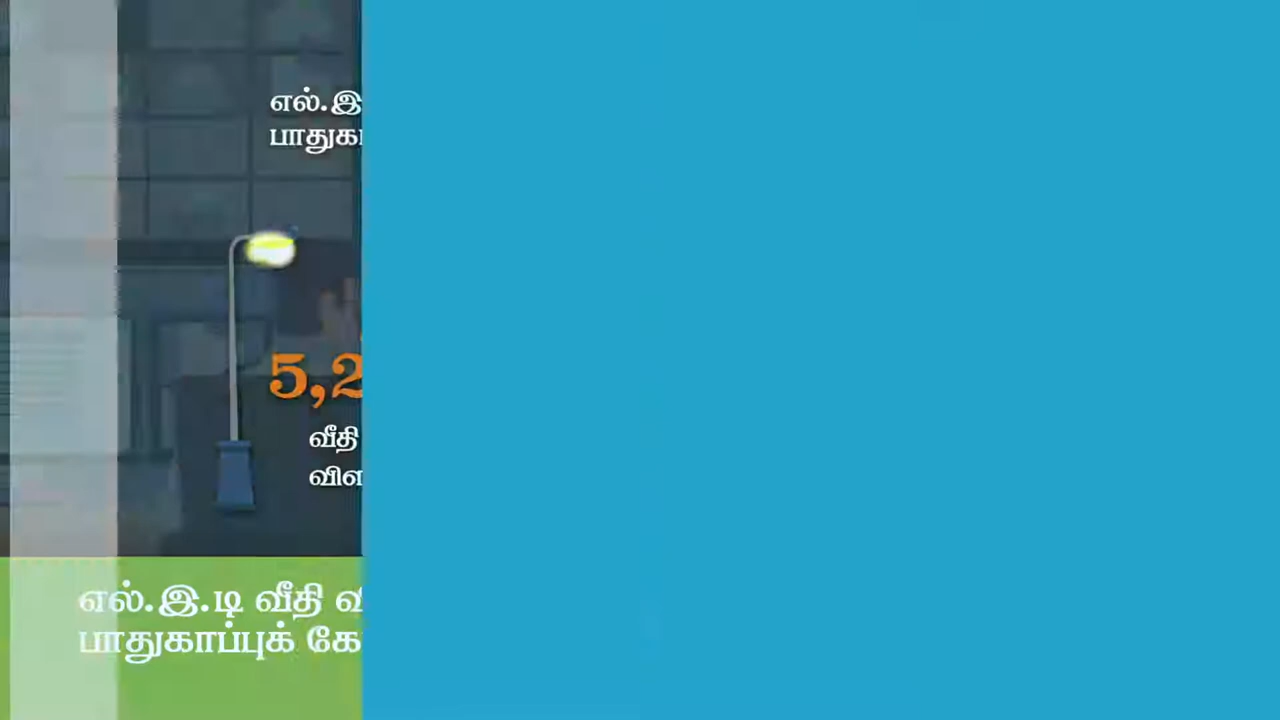 எல்.இ
பாதுகா
5,2
வீதி
எல்.இ.டி வீதி
பாதுகாப்புக்